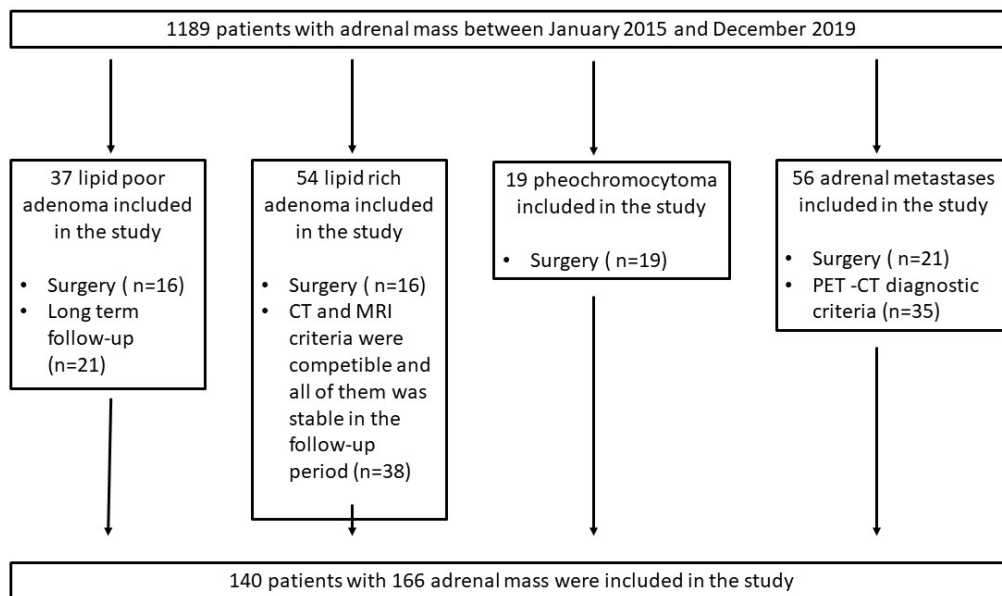 1189 patients with adrenal mass between January 2015 and December 2019
37 lipid poor
adenoma included
in the study
• Surgery ( n=16)
• Long term
follow-up
(n=21)
54 lipid rich
adenoma included
in the study
• Surgery ( n=16)
• CT and MRI
criteria were
competible and
all of them was
stable in the
follow-up
period (n=38)
19 pheochromocytoma
included in the study
• Surgery (n=19)
56 adrenal metastases
included in the study
• Surgery (n=21)
• PET -CT diagnostic
criteria (n=35)
140 patients with 166 adrenal mass were included in the study